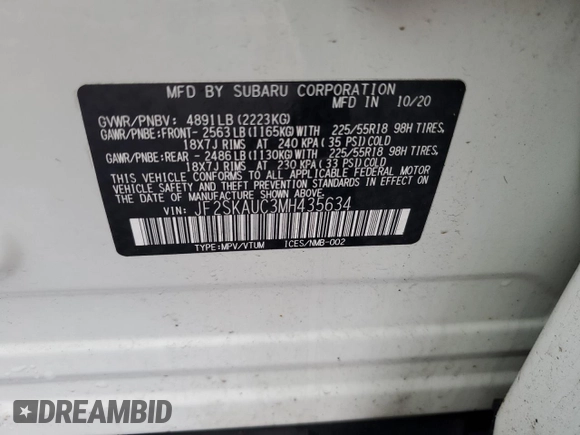 MFD BY SUBARU CORPORATION
MFD IN 10/20
GVWR/PNBV: 4891LB(2223KG)
GAWR/PNBE:FRONT- 2563LB(1165KG)WITH 225/55R18 98H TIRES,
18X7J RIMS AT 240 KPA(35 PSI)COLD
GAWR/PNBE:REAR - 2486LB(1130KG)WITH 225/55R18 98H TIRES,
18X7J RIMS AT 230 KPA(33 PSI)COLD
THIS VEHICLE CONFORMS TO ALL APPLICABLE FEDERAL MOTOR
VEHICLE SAFETY AND THEFT PREVENTION STANDARDS IN EFFECT ON
THE DATE OF MANUFACTURE SHOWN ABOVE.
VIN: JF2SKAUC3MH435634
TYPE:MPV/VTUM ICES/NMB-002
DREAMBID